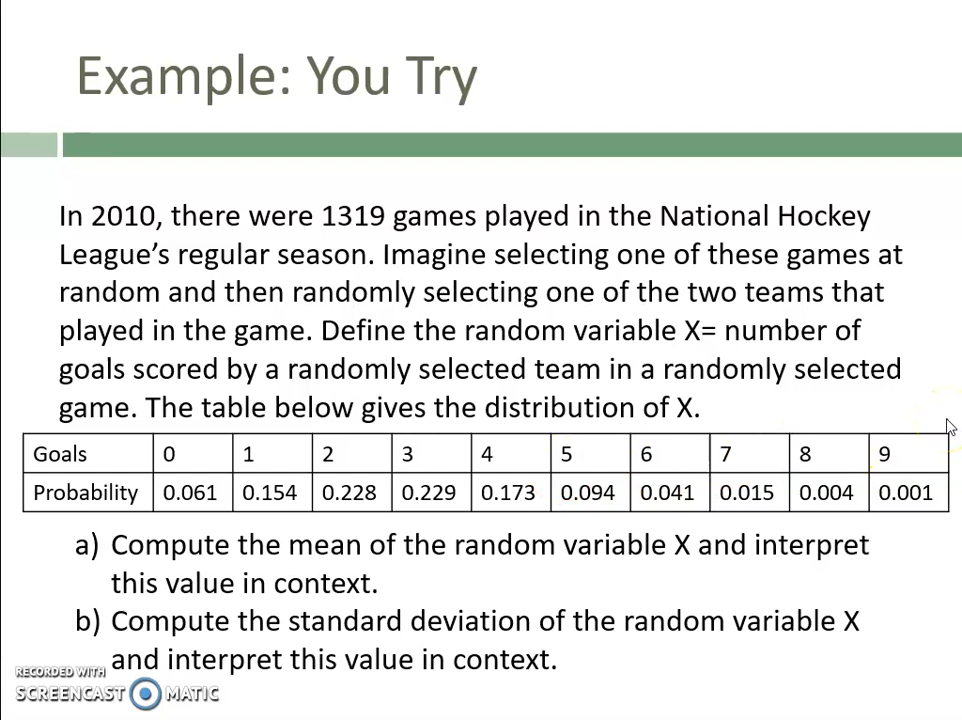 Example: You Try
In 2010, there were 1319 games played in the National Hockey
League’s regular season. Imagine selecting one of these games at
random and then randomly selecting one of the two teams that
played in the game. Define the random variable X= number of
goals scored by a randomly selected team in a randomly selected
game. The table below gives the distribution of X.
Goals 0 1 2 3 4 5 6 7 8 9
Probability 0.061 0.154 0.228 0.229 0.173 0.094 0.041 0.015 0.004 0.001
a) Compute the mean of the random variable X and interpret
this value in context.
b) Compute the standard deviation of the random variable X
and interpret this value in context.
RECORDED WITH
SCREENCAST MATIC